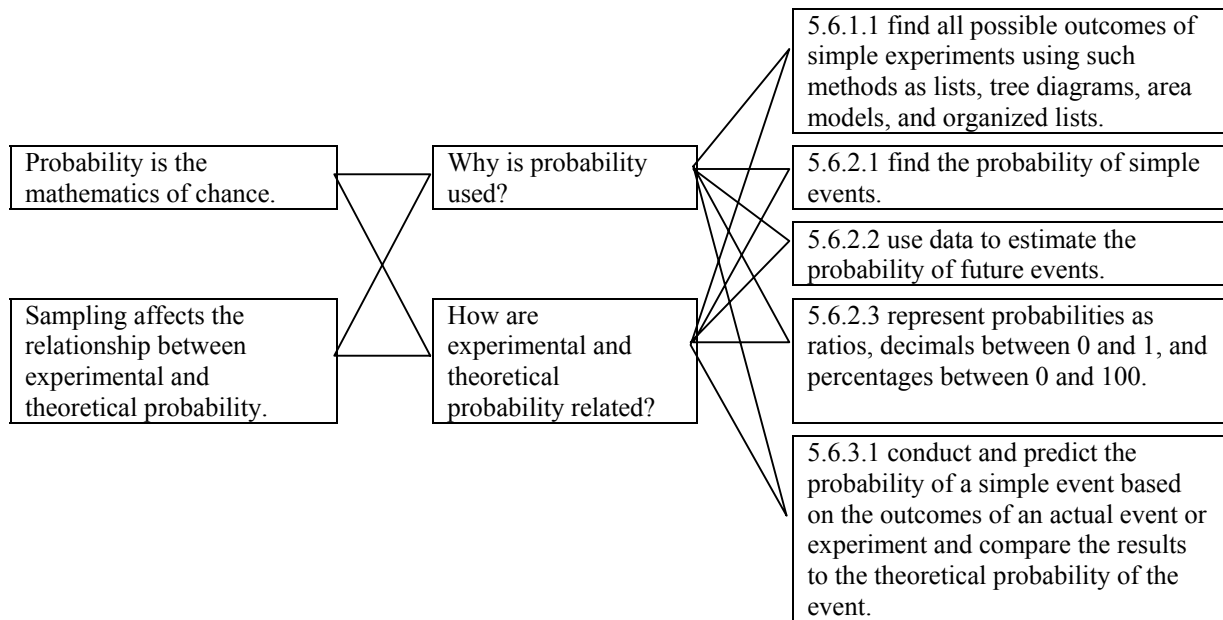 Probability is the
mathematics of chance.
Sampling affects the
relationship between
experimental and
theoretical probability.
Why is probability
used?
How are
experimental and
theoretical
probability related?
5.6.1.1 find all possible outcomes of
simple experiments using such
methods as lists, tree diagrams, area
models, and organized lists.
5.6.2.1 find the probability of simple
events.
5.6.2.2 use data to estimate the
probability of future events.
5.6.2.3 represent probabilities as
ratios, decimals between 0 and 1, and
percentages between 0 and 100.
5.6.3.1 conduct and predict the
probability of a simple event based
on the outcomes of an actual event or
experiment and compare the results
to the theoretical probability of the
event.